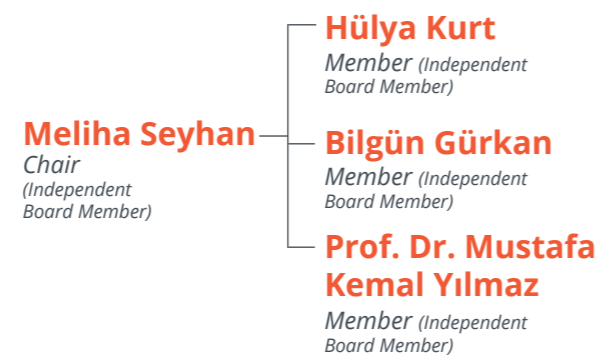 Meliha Seyhan
Chair
(Independent
Board Member)
Hülya Kurt
Member (Independent
Board Member)
Bilgün Gürkan
Member (Independent
Board Member)
Prof. Dr. Mustafa
Kemal Yılmaz
Member (Independent
Board Member)